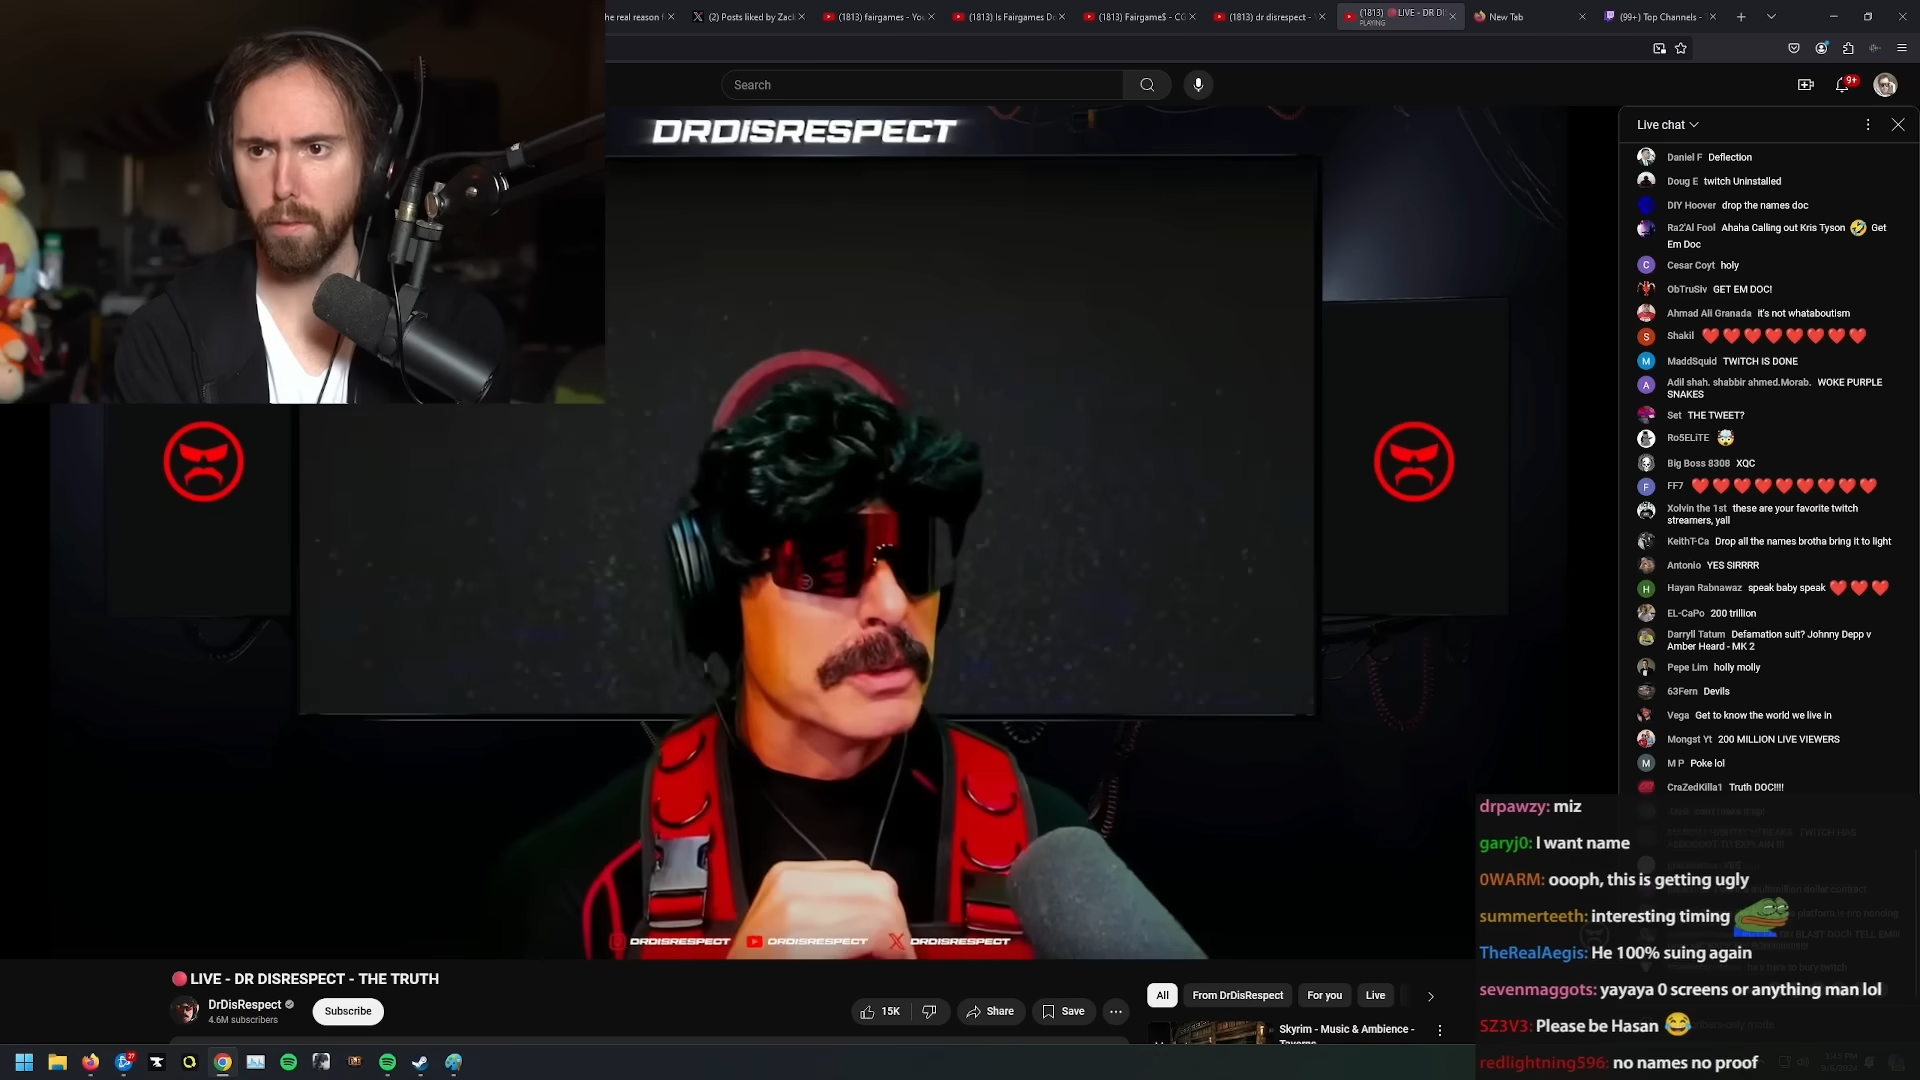 he real reason f
(2) Posts liked by Zack
(1813) fairgames - You
(1813) Is Fairgames Do
(1813) Fairgame$ - CG
(1813) dr disrespect -
(1813) 🔴LIVE - DR DI
PLAYING
New Tab
(99+) Top Channels -
Search
9+
DRDISRESPECT
Live chat
Daniel F Deflection
Doug E twitch Uninstalled
DIY Hoover drop the names doc
Ra2'Al Fool Ahaha Calling out Kris Tyson 🤣 Get
Em Doc
C
Cesar Coyt holy
ObTruSiv GET EM DOC!
Ahmad Ali Granada it's not whataboutism
S
Shakil ❤️❤️❤️❤️❤️❤️❤️❤️
M
MaddSquid TWITCH IS DONE
A
Adil shah. shabbir ahmed.Morab. WOKE PURPLE
SNAKES
Set THE TWEET?
Ro5ELiTE 🤯
Big Boss 8308 XQC
F
FF7 ❤️❤️❤️❤️❤️❤️❤️❤️❤️
Xolvin the 1st these are your favorite twitch
streamers, yall
KeithT-Ca Drop all the names brotha bring it to light
Antonio YES SIRRRR
H
Hayan Rabnawaz speak baby speak ❤️❤️❤️
EL-CaPo 200 trillion
Darryll Tatum Defamation suit? Johnny Depp v
Amber Heard - MK 2
Pepe Lim holly molly
63Fern Devils
Vega Get to know the world we live in
Mongst Yt 200 MILLION LIVE VIEWERS
M
M P Poke lol
CraZedKilla1 Truth DOC!!!!
drpawzy: miz
garyj0: I want name
0WARM: oooph, this is getting ugly
summerteeth: interesting timing
TheRealAegis: He 100% suing again
sevenmaggots: yayaya 0 screens or anything man lol
SZ3V3: Please be Hasan 😂
redlightning596: no names no proof
DRDISRESPECT DRDISRESPECT DRDISRESPECT
🔴LIVE - DR DISRESPECT - THE TRUTH
DrDisRespect
4.6M subscribers
Subscribe
15K
Share
Save
All
From DrDisRespect
For you
Live
Skyrim - Music & Ambience -
Taverns
27